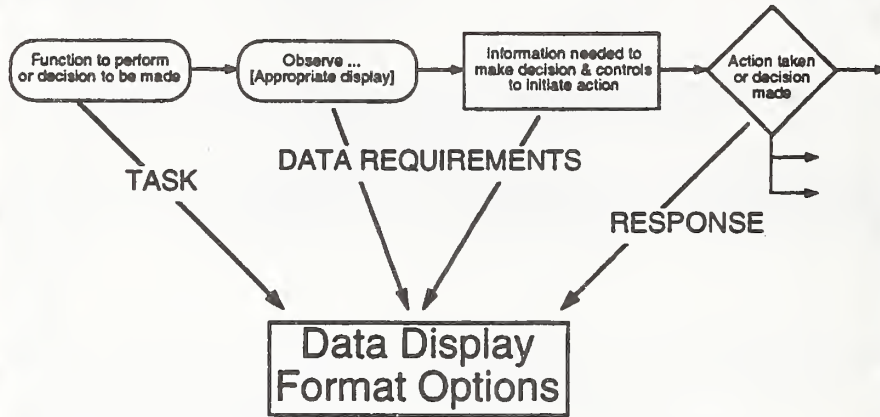 Function to perform
or decision to be made
Observe ...
[Appropriate display]
Information needed to
make decision & controls
to initiate action
Action taken
or decision
made
TASK
DATA REQUIREMENTS
RESPONSE
Data Display
Format Options